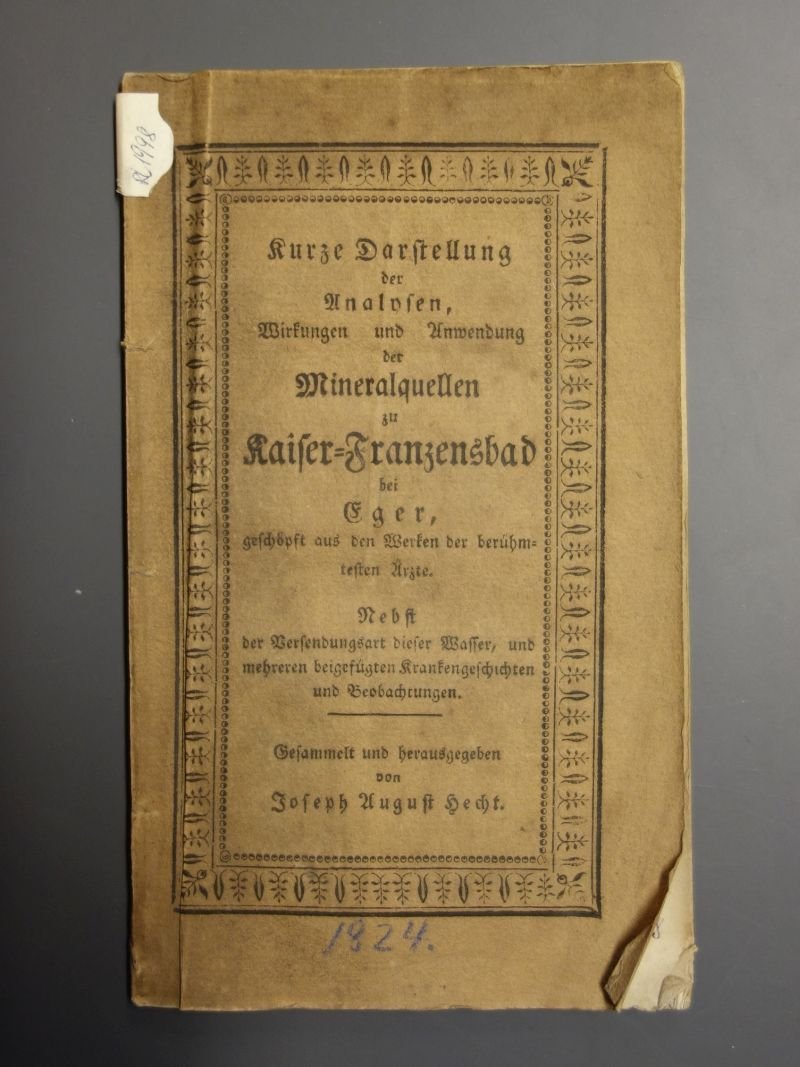 R 1998
Kurze Darstellung
der
Analysen,
Wirkungen und Anwendung
der
Mineralquellen
zu
Kaiser=Franzensbad
bei
Eger,
geschöpft aus den Werken der berühm=
testen Ärzte.
Nebst
der Versendungsart dieser Wasser, und
mehreren beigefügten Krankengeschichten
und Beobachtungen.
Gesammelt und herausgegeben
von
Joseph August Hecht.
1824.